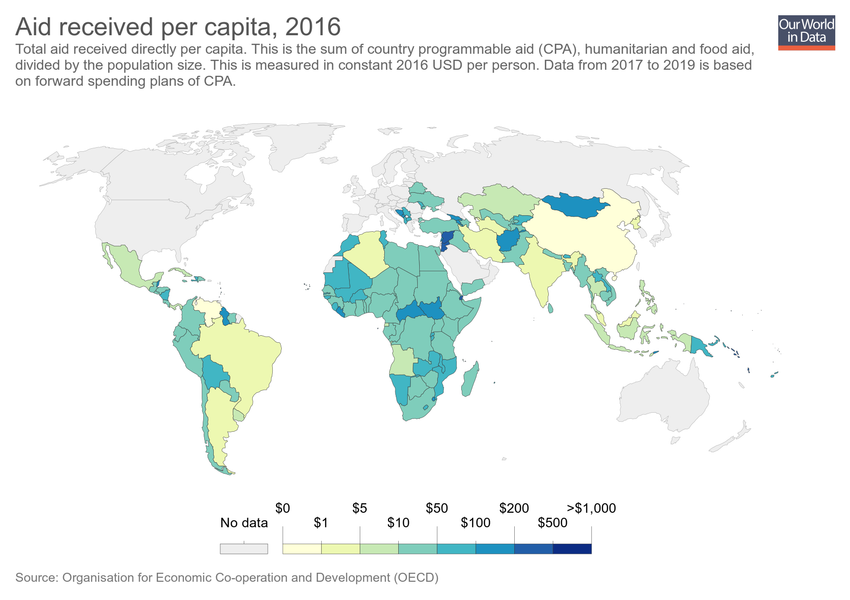 Aid received per capita, 2016
Our World
in Data
Total aid received directly per capita. This is the sum of country programmable aid (CPA), humanitarian and food aid,
divided by the population size. This is measured in constant 2016 USD per person. Data from 2017 to 2019 is based
on forward spending plans of CPA.
$0 $5 $50 $200 >$1,000
No data $1 $10 $100 $500
Source: Organisation for Economic Co-operation and Development (OECD)